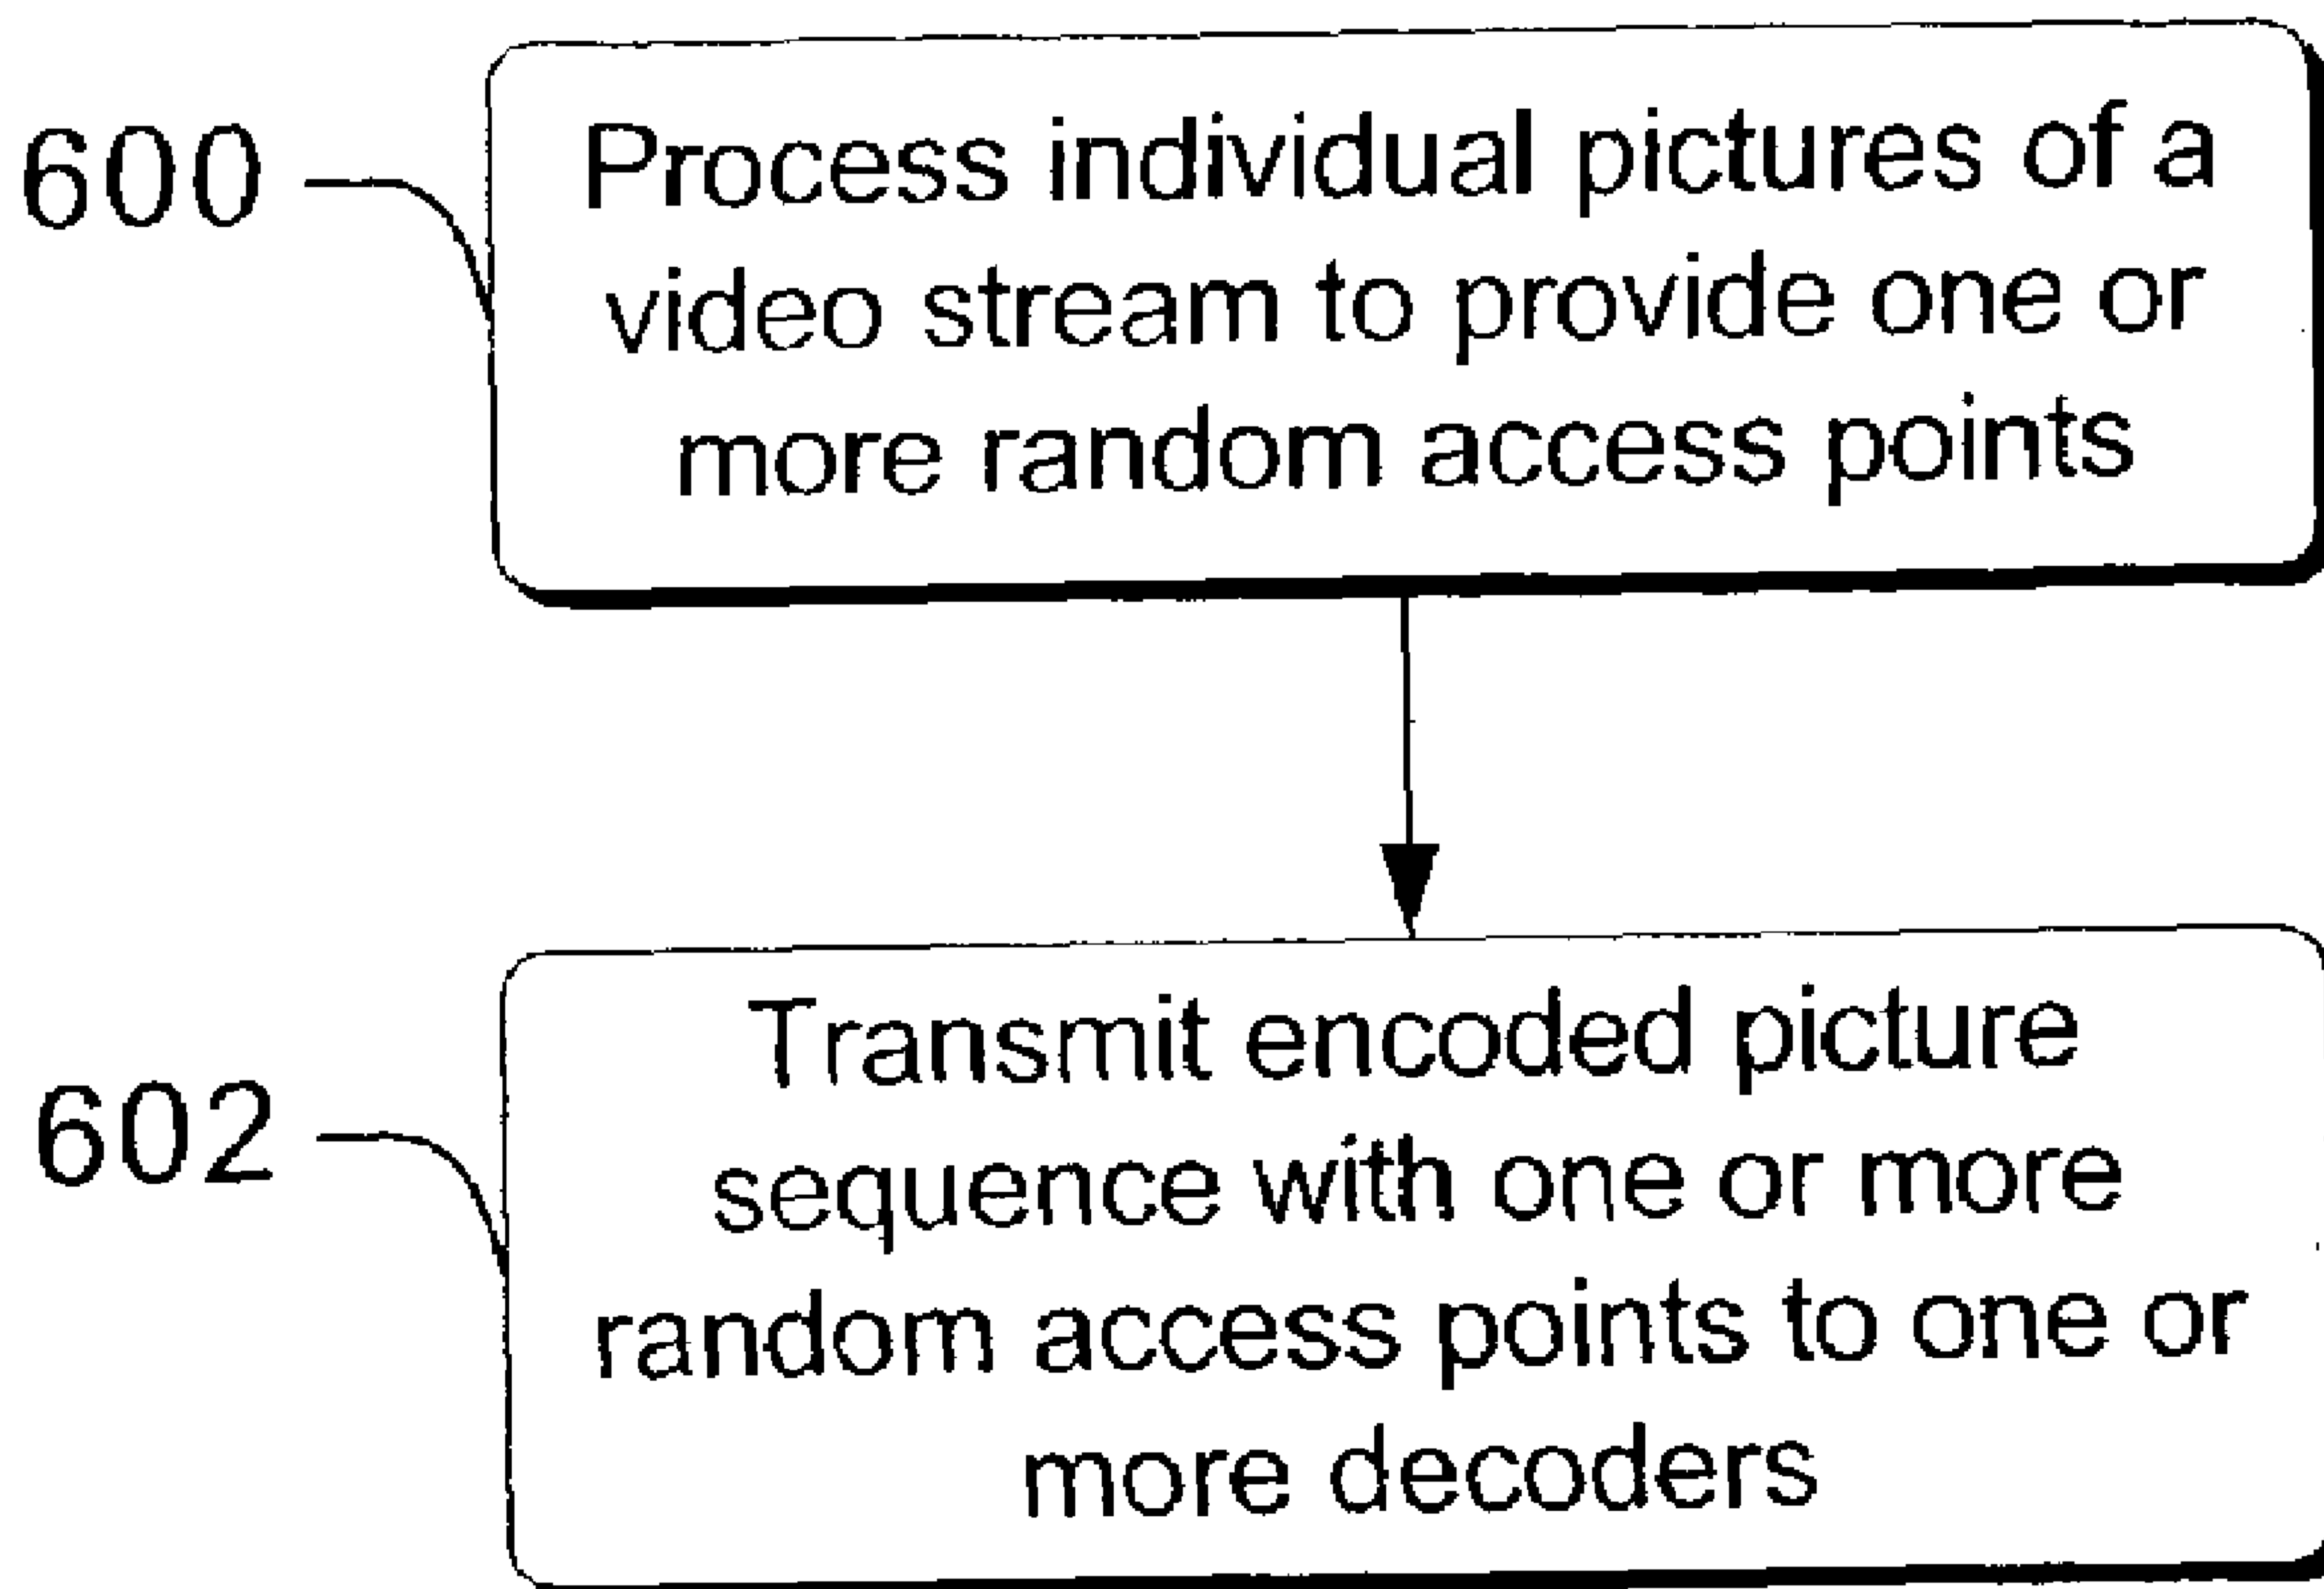 600
Process individual pictures of a
video stream to provide one or
more random access points
602
Transmit encoded picture
sequence with one or more
random access points to one or
more decoders